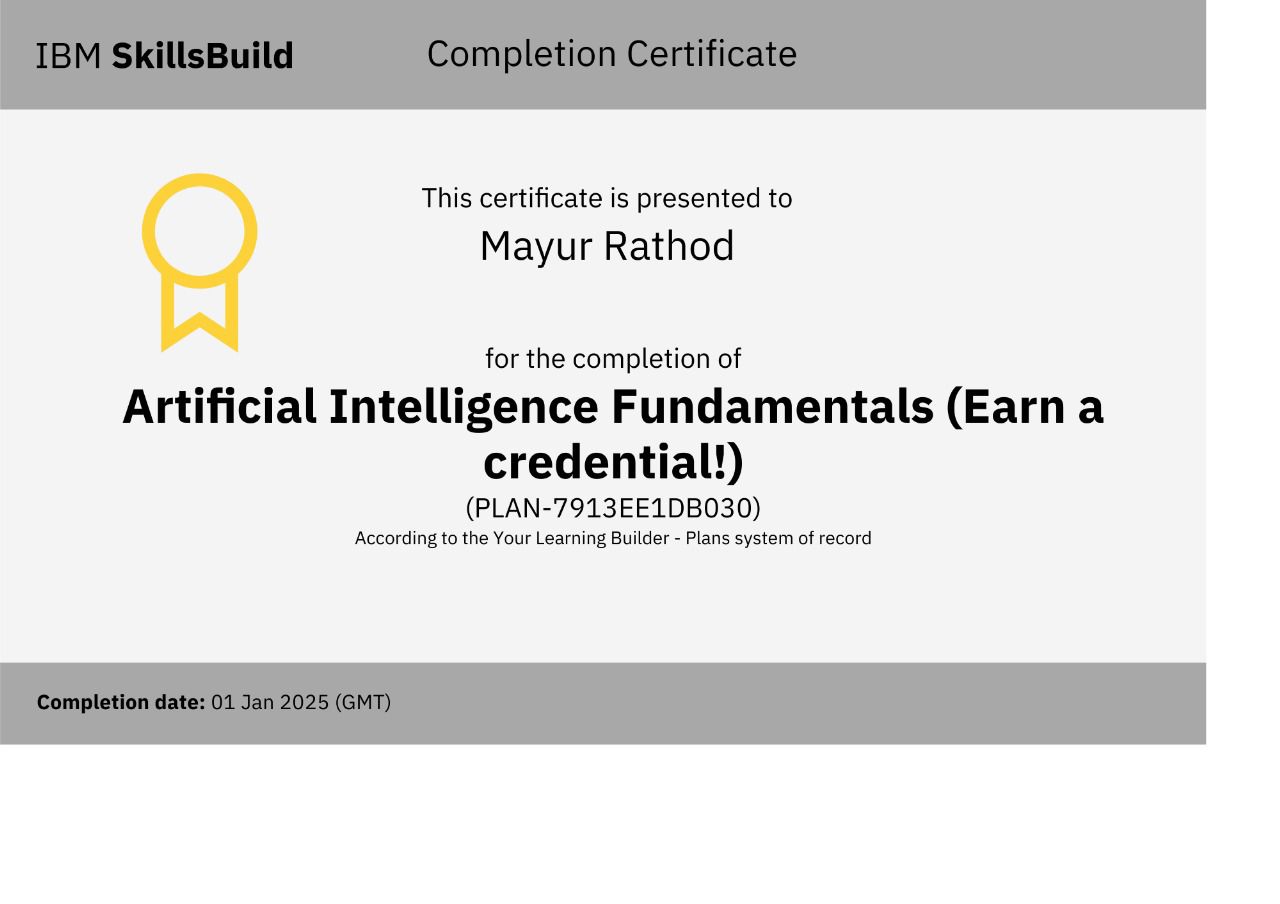 IBM SkillsBuild
Completion Certificate
This certificate is presented to
Mayur Rathod
for the completion of
Artificial Intelligence Fundamentals (Earn a
credential!)
(PLAN-7913EE1DB030)
According to the Your Learning Builder - Plans system of record
Completion date: 01 Jan 2025 (GMT)